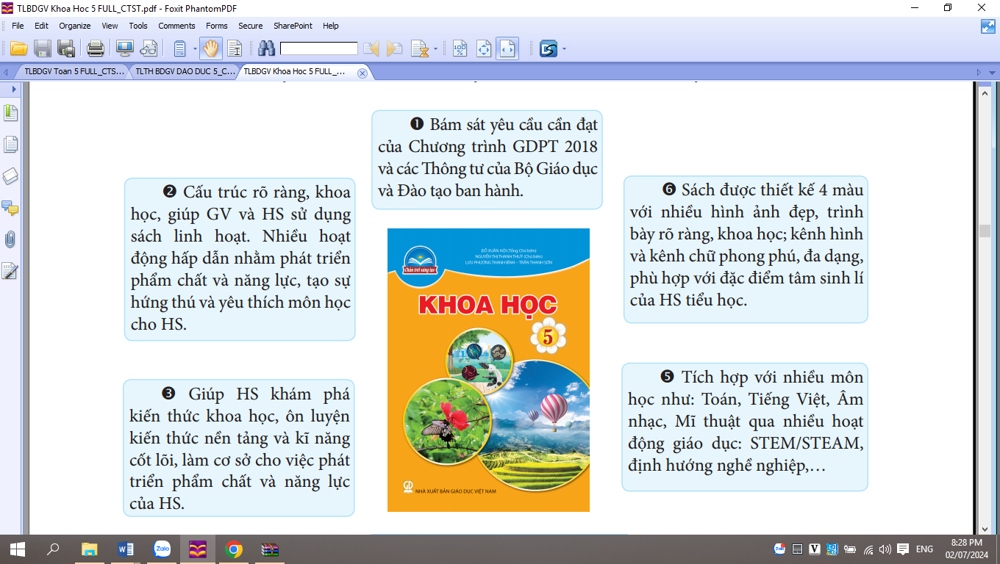 TLBDGV Khoa Hoc 5 FULL_CTST.pdf - Foxit PhantomPDF
File Edit Organize View Tools Comments Forms Secure SharePoint Help
TLBDGV Toan 5 FULL_CTS... TLTH BDGV DAO DUC 5_C... TLBDGV Khoa Hoc 5 FULL_...
❶ Bám sát yêu cầu cần đạt
của Chương trình GDPT 2018
và các Thông tư của Bộ Giáo dục
và Đào tạo ban hành.
❷ Cấu trúc rõ ràng, khoa
học, giúp GV và HS sử dụng
sách linh hoạt. Nhiều hoạt
động hấp dẫn nhằm phát triển
phẩm chất và năng lực, tạo sự
hứng thú và yêu thích môn học
cho HS.
❸ Giúp HS khám phá
kiến thức khoa học, ôn luyện
kiến thức nền tảng và kĩ năng
cốt lõi, làm cơ sở cho việc phát
triển phẩm chất và năng lực
của HS.
ĐỖ XUÂN HỘI (Tổng Chủ biên)
NGUYỄN THỊ THANH THUỶ (Chủ biên)
LƯU PHƯƠNG THANH BÌNH – TRẦN THANH SƠN
Chân trời sáng tạo
KHOA HỌC
5
NHÀ XUẤT BẢN GIÁO DỤC VIỆT NAM
❻ Sách được thiết kế 4 màu
với nhiều hình ảnh đẹp, trình
bày rõ ràng, khoa học; kênh hình
và kênh chữ phong phú, đa dạng,
phù hợp với đặc điểm tâm sinh lí
của HS tiểu học.
❺ Tích hợp với nhiều môn
học như: Toán, Tiếng Việt, Âm
nhạc, Mĩ thuật qua nhiều hoạt
động giáo dục: STEM/STEAM,
định hướng nghề nghiệp,…
Zalo
ENG
8:28 PM
02/07/2024